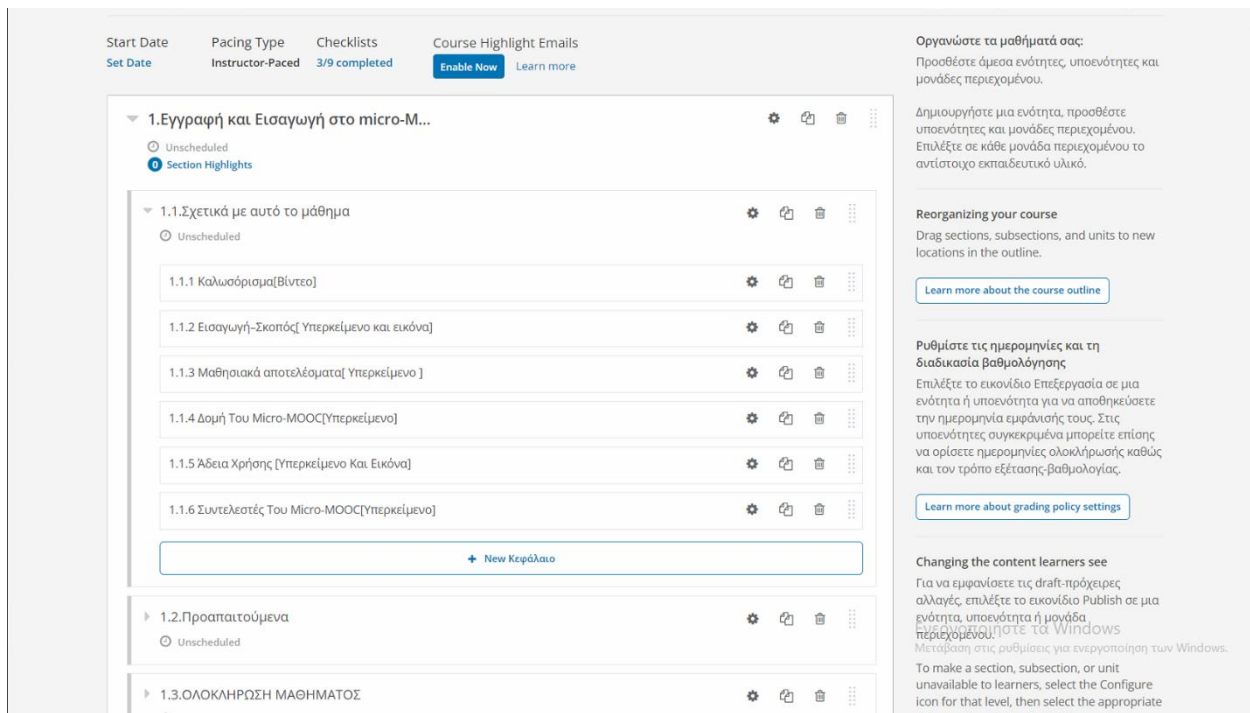 Start Date
Set Date
Pacing Type
Instructor-Paced
Checklists
3/9 completed
Course Highlight Emails
Enable Now Learn more
1.Εγγραφή και Εισαγωγή στο micro-M...
Unscheduled
0 Section Highlights
1.1.Σχετικά με αυτό το μάθημα
Unscheduled
1.1.1 Καλωσόρισμα[Βίντεο]
1.1.2 Εισαγωγή–Σκοπός[ Υπερκείμενο και εικόνα]
1.1.3 Μαθησιακά αποτελέσματα[ Υπερκείμενο ]
1.1.4 Δομή Του Micro-MOOC[Υπερκείμενο]
1.1.5 Άδεια Χρήσης [Υπερκείμενο Και Εικόνα]
1.1.6 Συντελεστές Του Micro-MOOC[Υπερκείμενο]
+ New Κεφάλαιο
1.2.Προαπαιτούμενα
Unscheduled
1.3.ΟΛΟΚΛΗΡΩΣΗ ΜΑΘΗΜΑΤΟΣ
Οργανώστε τα μαθήματά σας:
Προσθέστε άμεσα ενότητες, υποενότητες και
μονάδες περιεχομένου.
Δημιουργήστε μια ενότητα, προσθέστε
υποενότητες και μονάδες περιεχομένου.
Επιλέξτε σε κάθε μονάδα περιεχομένου το
αντίστοιχο εκπαιδευτικό υλικό.
Reorganizing your course
Drag sections, subsections, and units to new
locations in the outline.
Learn more about the course outline
Ρυθμίστε τις ημερομηνίες και τη
διαδικασία βαθμολόγησης
Επιλέξτε το εικονίδιο Επεξεργασία σε μια
ενότητα ή υποενότητα για να αποθηκεύσετε
την ημερομηνία εμφάνισής τους. Στις
υποενότητες συγκεκριμένα μπορείτε επίσης
να ορίσετε ημερομηνίες ολοκλήρωσής καθώς
και τον τρόπο εξέτασης-βαθμολογίας.
Learn more about grading policy settings
Changing the content learners see
Για να εμφανίσετε τις draft-πρόχειρες
αλλαγές, επιλέξτε το εικονίδιο Publish σε μια
ενότητα, υποενότητα ή μονάδα
περιεχομένου.
Ενεργοποιήστε τα Windows
Μετάβαση στις ρυθμίσεις για ενεργοποίηση των Windows.
To make a section, subsection, or unit
unavailable to learners, select the Configure
icon for that level, then select the appropriate